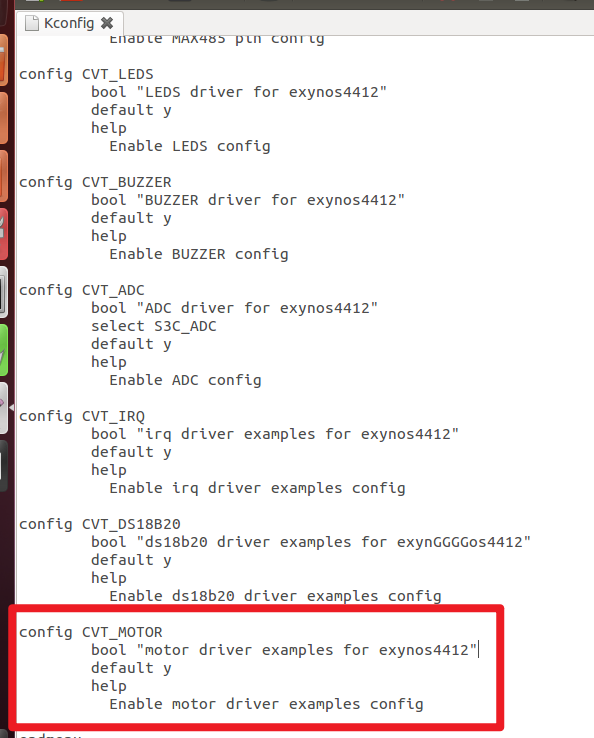 Kconfig
Enable MAX485 pin config
config CVT_LEDS
bool "LEDS driver for exynos4412"
default y
help
Enable LEDS config
config CVT_BUZZER
bool "BUZZER driver for exynos4412"
default y
help
Enable BUZZER config
config CVT_ADC
bool "ADC driver for exynos4412"
select S3C_ADC
default y
help
Enable ADC config
config CVT_IRQ
bool "irq driver examples for exynos4412"
default y
help
Enable irq driver examples config
config CVT_DS18B20
bool "ds18b20 driver examples for exynGGGGos4412"
default y
help
Enable ds18b20 driver examples config
config CVT_MOTOR
bool "motor driver examples for exynos4412"
default y
help
Enable motor driver examples config
endmenu